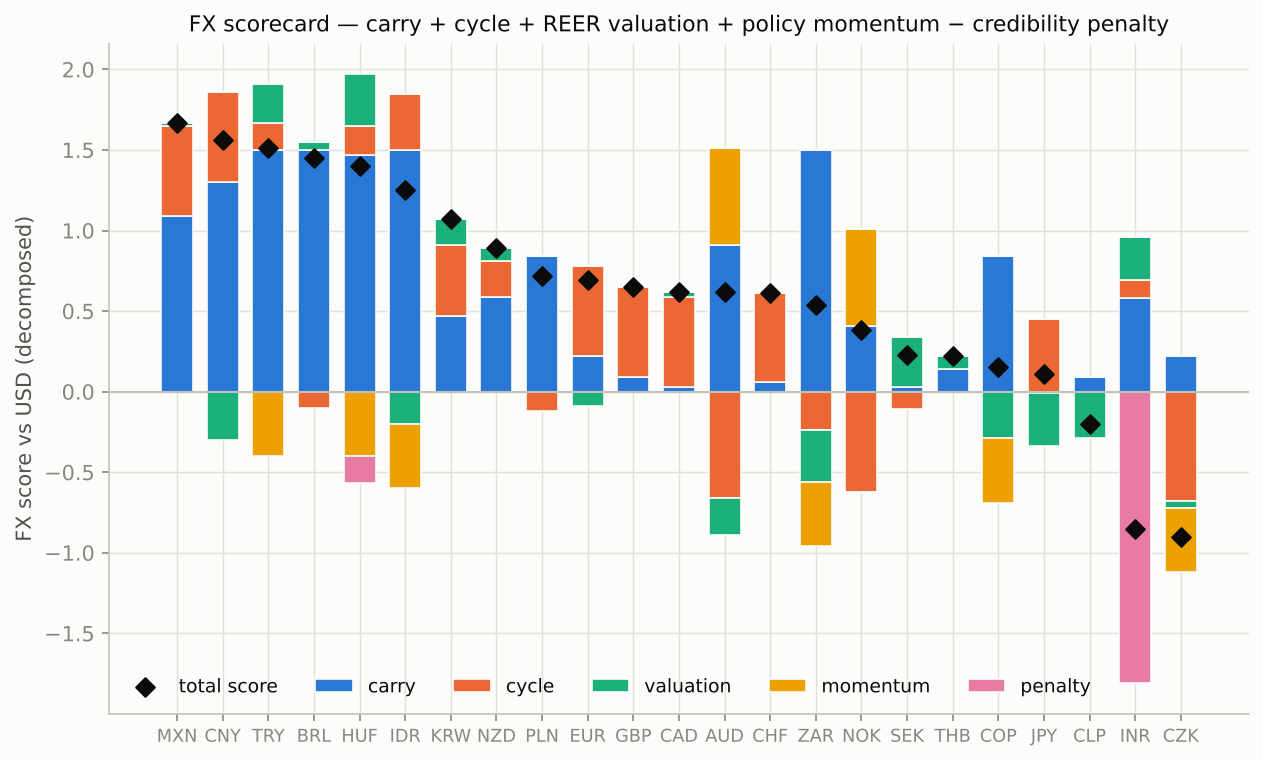 FX scorecard — carry + cycle + REER valuation + policy momentum − credibility penalty
FX score vs USD (decomposed)
2.0
1.5
1.0
0.5
0.0
−0.5
−1.0
−1.5
total score carry cycle valuation momentum penalty
MXN CNY TRY BRL HUF IDR KRW NZD PLN EUR GBP CAD AUD CHF ZAR NOK SEK THB COP JPY CLP INR CZK